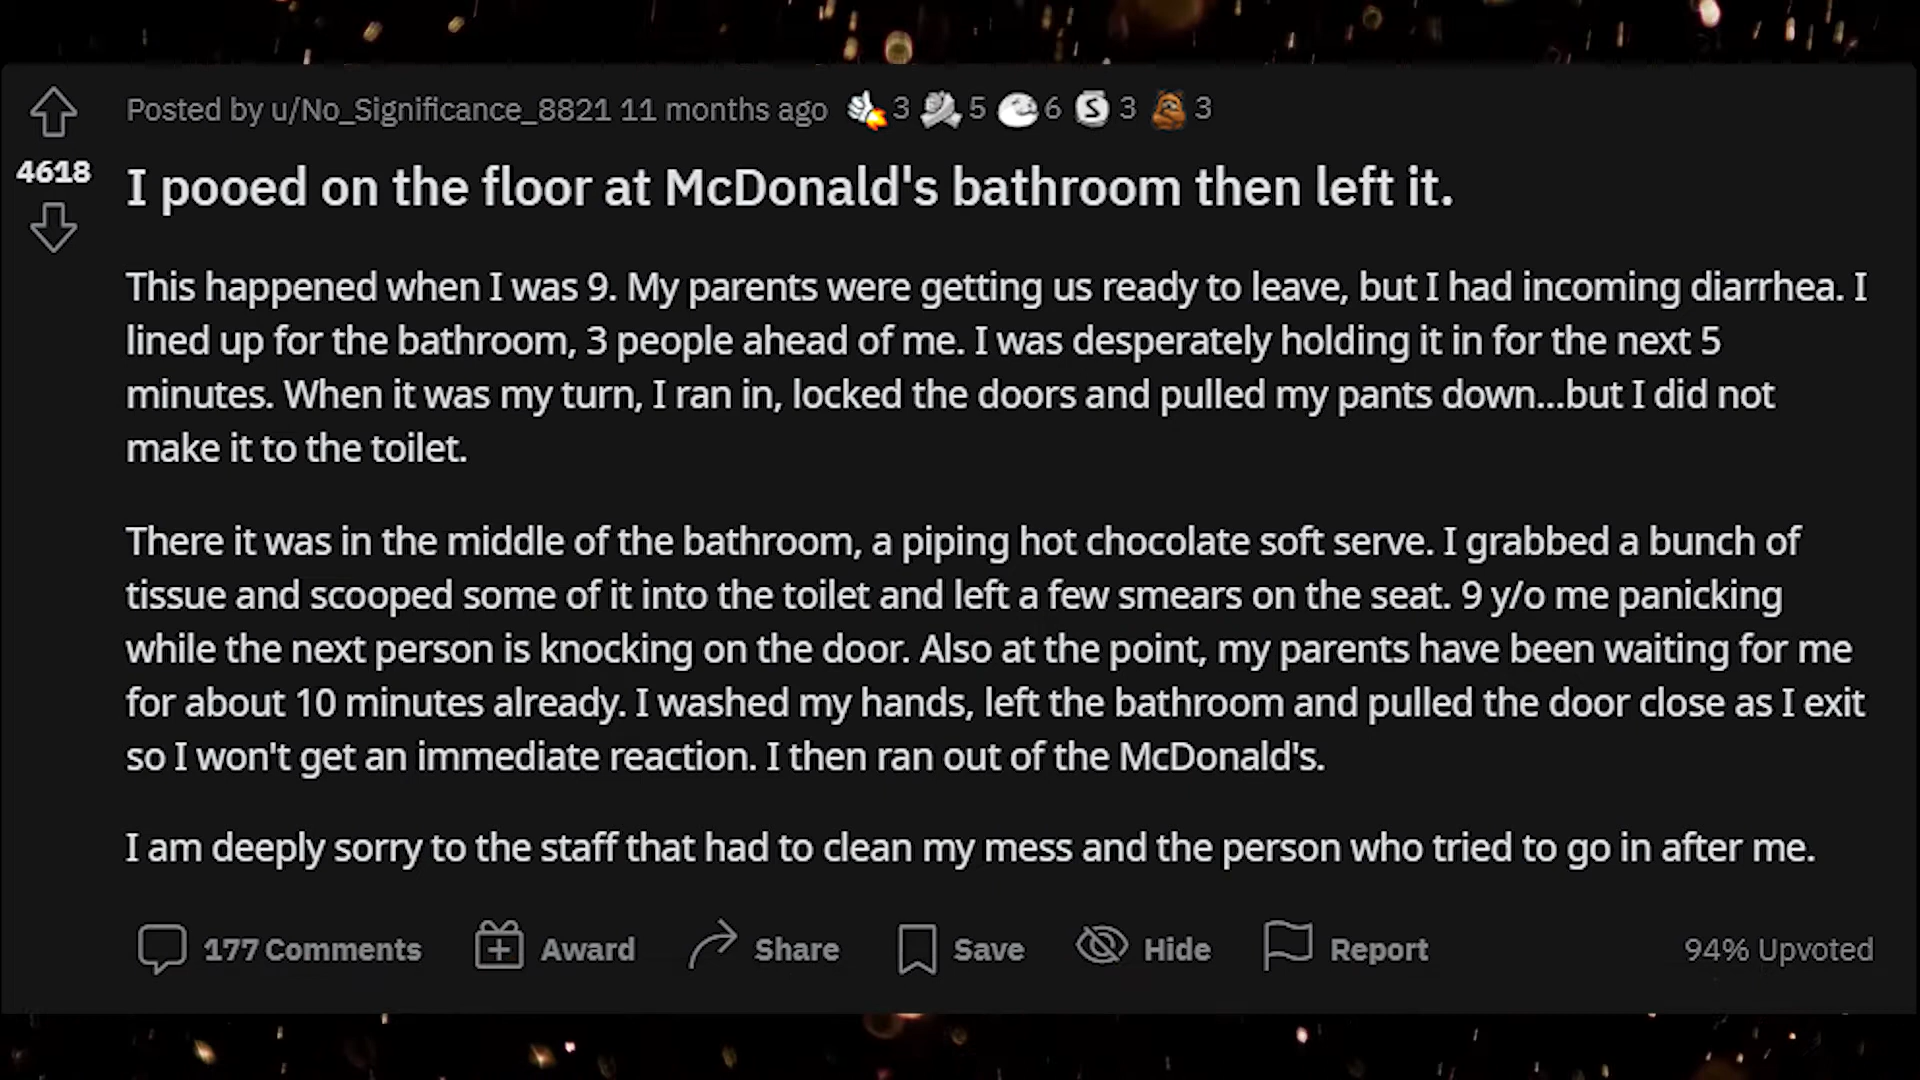 Posted by u/No_Significance_8821 11 months ago 3 5 6 S 3 3
4618
I pooed on the floor at McDonald's bathroom then left it.
This happened when I was 9. My parents were getting us ready to leave, but I had incoming diarrhea. I
lined up for the bathroom, 3 people ahead of me. I was desperately holding it in for the next 5
minutes. When it was my turn, I ran in, locked the doors and pulled my pants down...but I did not
make it to the toilet.
There it was in the middle of the bathroom, a piping hot chocolate soft serve. I grabbed a bunch of
tissue and scooped some of it into the toilet and left a few smears on the seat. 9 y/o me panicking
while the next person is knocking on the door. Also at the point, my parents have been waiting for me
for about 10 minutes already. I washed my hands, left the bathroom and pulled the door close as I exit
so I won't get an immediate reaction. I then ran out of the McDonald's.
I am deeply sorry to the staff that had to clean my mess and the person who tried to go in after me.
177 Comments Award Share Save Hide Report 94% Upvoted